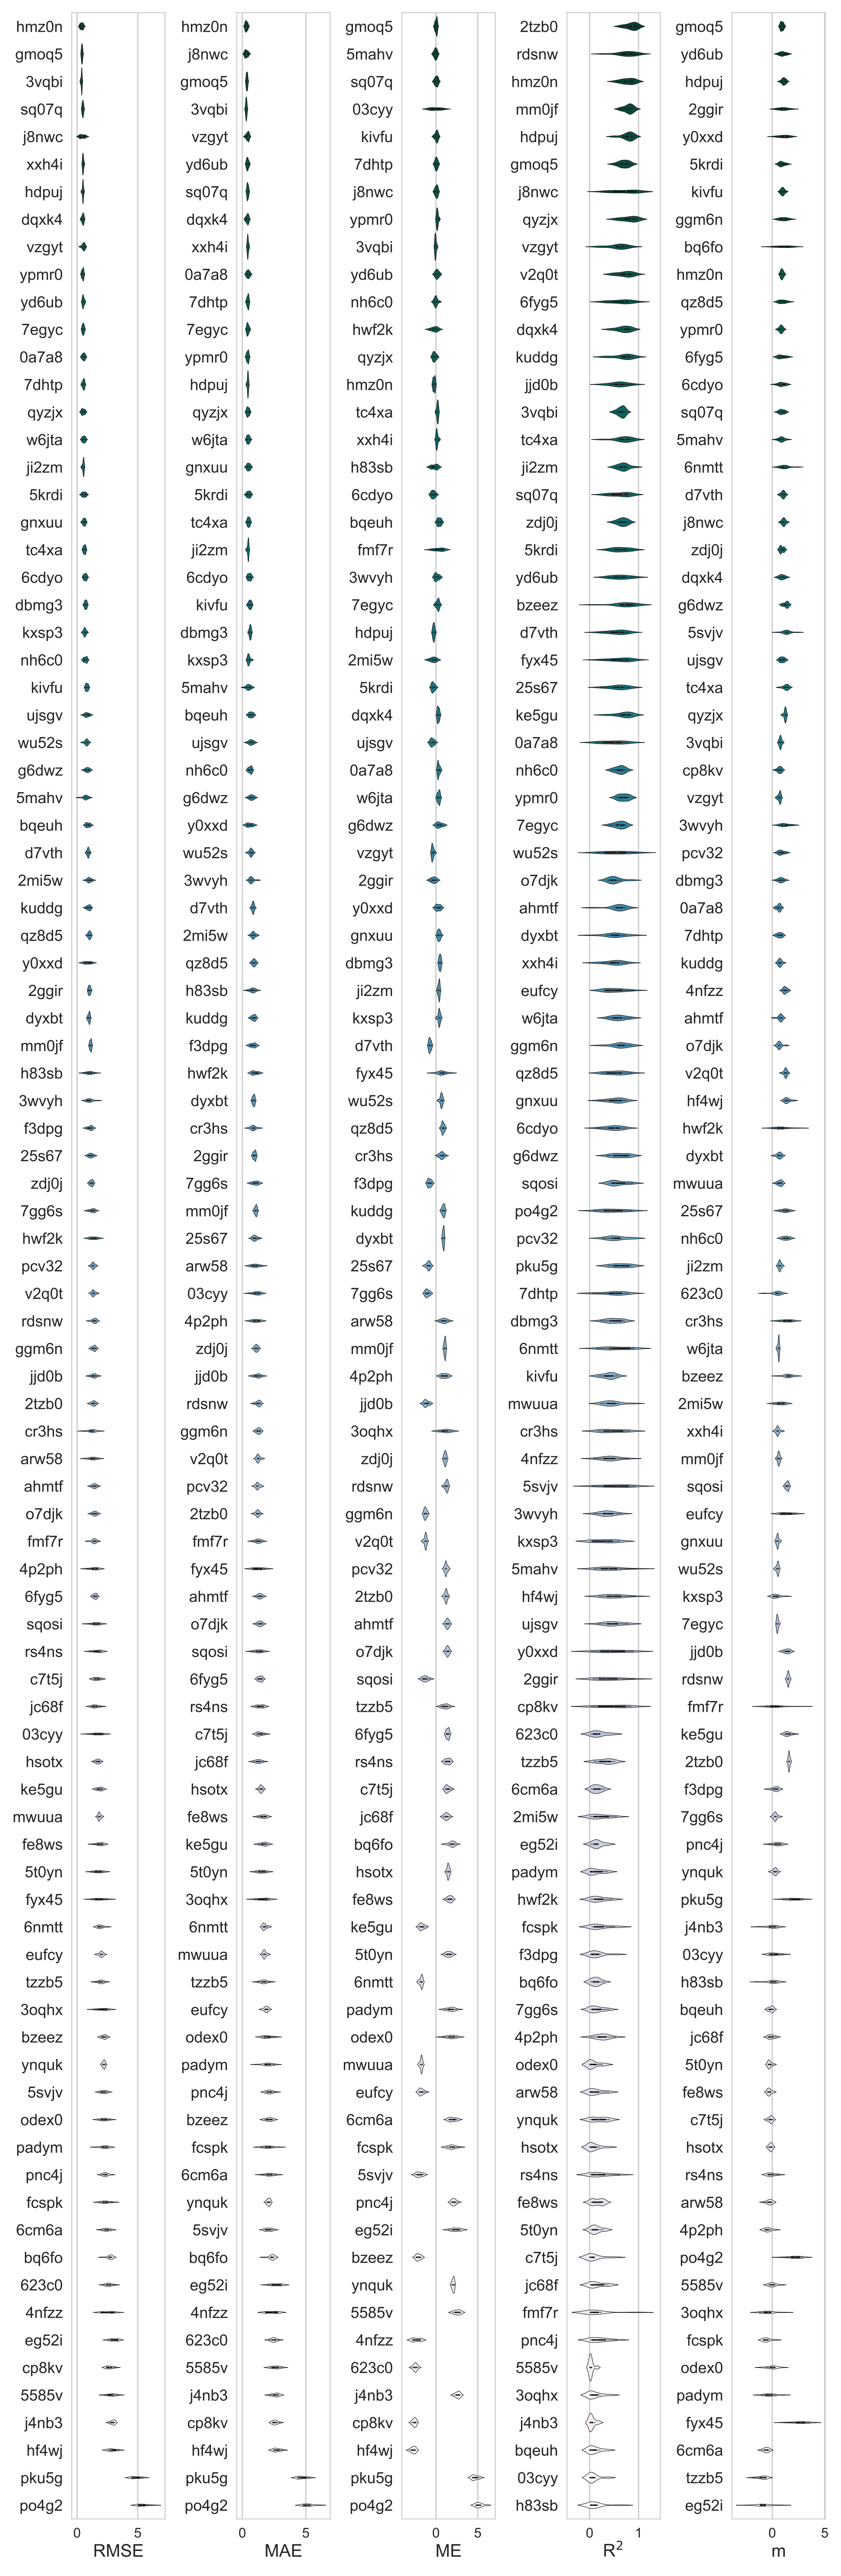 hmz0n hmz0n gmoq5 2tzb0 gmoq5
gmoq5 j8nwc 5mahv rdsnw yd6ub
3vqbi gmoq5 sq07q hmz0n hdpuj
sq07q 3vqbi 03cyy mm0jf 2ggir
j8nwc vzgyt kivfu hdpuj y0xxd
xxh4i yd6ub 7dhtp gmoq5 5krdi
hdpuj sq07q j8nwc j8nwc kivfu
dqxk4 dqxk4 ypmr0 qyzjx ggm6n
vzgyt xxh4i 3vqbi vzgyt bq6fo
ypmr0 0a7a8 yd6ub v2q0t hmz0n
yd6ub 7dhtp nh6c0 6fyg5 qz8d5
7egyc 7egyc hwf2k dqxk4 ypmr0
0a7a8 ypmr0 qyzjx kuddg 6fyg5
7dhtp hdpuj hmz0n jjd0b 6cdyo
qyzjx qyzjx tc4xa 3vqbi sq07q
w6jta w6jta xxh4i tc4xa 5mahv
ji2zm gnxuu h83sb ji2zm 6nmtt
5krdi 5krdi 6cdyo sq07q d7vth
gnxuu tc4xa bqeuh zdj0j j8nwc
tc4xa ji2zm fmf7r 5krdi zdj0j
6cdyo 6cdyo 3wvyh yd6ub dqxk4
dbmg3 kivfu 7egyc bzeez g6dwz
kxsp3 dbmg3 hdpuj d7vth 5svjv
nh6c0 kxsp3 2mi5w fyx45 ujsgv
kivfu 5mahv 5krdi 25s67 tc4xa
ujsgv bqeuh dqxk4 ke5gu qyzjx
wu52s ujsgv ujsgv 0a7a8 3vqbi
g6dwz nh6c0 0a7a8 nh6c0 cp8kv
5mahv g6dwz w6jta ypmr0 vzgyt
bqeuh y0xxd g6dwz 7egyc 3wvyh
d7vth wu52s vzgyt wu52s pcv32
2mi5w 3wvyh 2ggir o7djk dbmg3
kuddg d7vth y0xxd ahmtf 0a7a8
qz8d5 2mi5w gnxuu dyxbt 7dhtp
y0xxd qz8d5 dbmg3 xxh4i kuddg
2ggir h83sb ji2zm eufcy 4nfzz
dyxbt kuddg kxsp3 w6jta ahmtf
mm0jf f3dpg d7vth ggm6n o7djk
h83sb hwf2k fyx45 qz8d5 v2q0t
3wvyh dyxbt wu52s gnxuu hf4wj
f3dpg cr3hs qz8d5 6cdyo hwf2k
25s67 2ggir cr3hs g6dwz dyxbt
zdj0j 7gg6s f3dpg sqosi mwuua
7gg6s mm0jf kuddg po4g2 25s67
hwf2k 25s67 dyxbt pcv32 nh6c0
pcv32 arw58 25s67 pku5g ji2zm
v2q0t 03cyy 7gg6s 7dhtp 623c0
rdsnw 4p2ph arw58 dbmg3 cr3hs
ggm6n zdj0j mm0jf 6nmtt w6jta
jjd0b jjd0b 4p2ph kivfu bzeez
2tzb0 rdsnw jjd0b mwuua 2mi5w
cr3hs ggm6n 3oqhx cr3hs xxh4i
arw58 v2q0t zdj0j 4nfzz mm0jf
ahmtf pcv32 rdsnw 5svjv sqosi
o7djk 2tzb0 ggm6n 3wvyh eufcy
fmf7r fmf7r v2q0t kxsp3 gnxuu
4p2ph fyx45 pcv32 5mahv wu52s
6fyg5 ahmtf 2tzb0 hf4wj kxsp3
sqosi o7djk ahmtf ujsgv 7egyc
rs4ns sqosi o7djk y0xxd jjd0b
c7t5j 6fyg5 sqosi 2ggir rdsnw
jc68f rs4ns tzzb5 cp8kv fmf7r
03cyy c7t5j 6fyg5 623c0 ke5gu
hsotx jc68f rs4ns tzzb5 2tzb0
ke5gu hsotx c7t5j 6cm6a f3dpg
mwuua fe8ws jc68f 2mi5w 7gg6s
fe8ws ke5gu bq6fo eg52i pnc4j
5t0yn 5t0yn hsotx padym ynquk
fyx45 3oqhx fe8ws hwf2k pku5g
6nmtt 6nmtt ke5gu fcspk j4nb3
eufcy mwuua 5t0yn f3dpg 03cyy
tzzb5 tzzb5 6nmtt bq6fo h83sb
3oqhx eufcy padym 7gg6s bqeuh
bzeez odex0 odex0 4p2ph jc68f
ynquk padym mwuua odex0 5t0yn
5svjv pnc4j eufcy arw58 fe8ws
odex0 bzeez 6cm6a ynquk c7t5j
padym fcspk fcspk hsotx hsotx
pnc4j 6cm6a 5svjv rs4ns rs4ns
fcspk ynquk pnc4j fe8ws arw58
6cm6a 5svjv eg52i 5t0yn 4p2ph
bq6fo bq6fo bzeez c7t5j po4g2
623c0 eg52i ynquk jc68f 5585v
4nfzz 4nfzz 5585v fmf7r 3oqhx
eg52i 623c0 4nfzz pnc4j fcspk
cp8kv 5585v 623c0 5585v odex0
5585v j4nb3 j4nb3 3oqhx padym
j4nb3 cp8kv cp8kv j4nb3 fyx45
hf4wj hf4wj hf4wj bqeuh 6cm6a
pku5g pku5g pku5g 03cyy tzzb5
po4g2 po4g2 po4g2 h83sb eg52i
0 5 0 5 0 5 0 1 0 5
RMSE MAE ME R² m